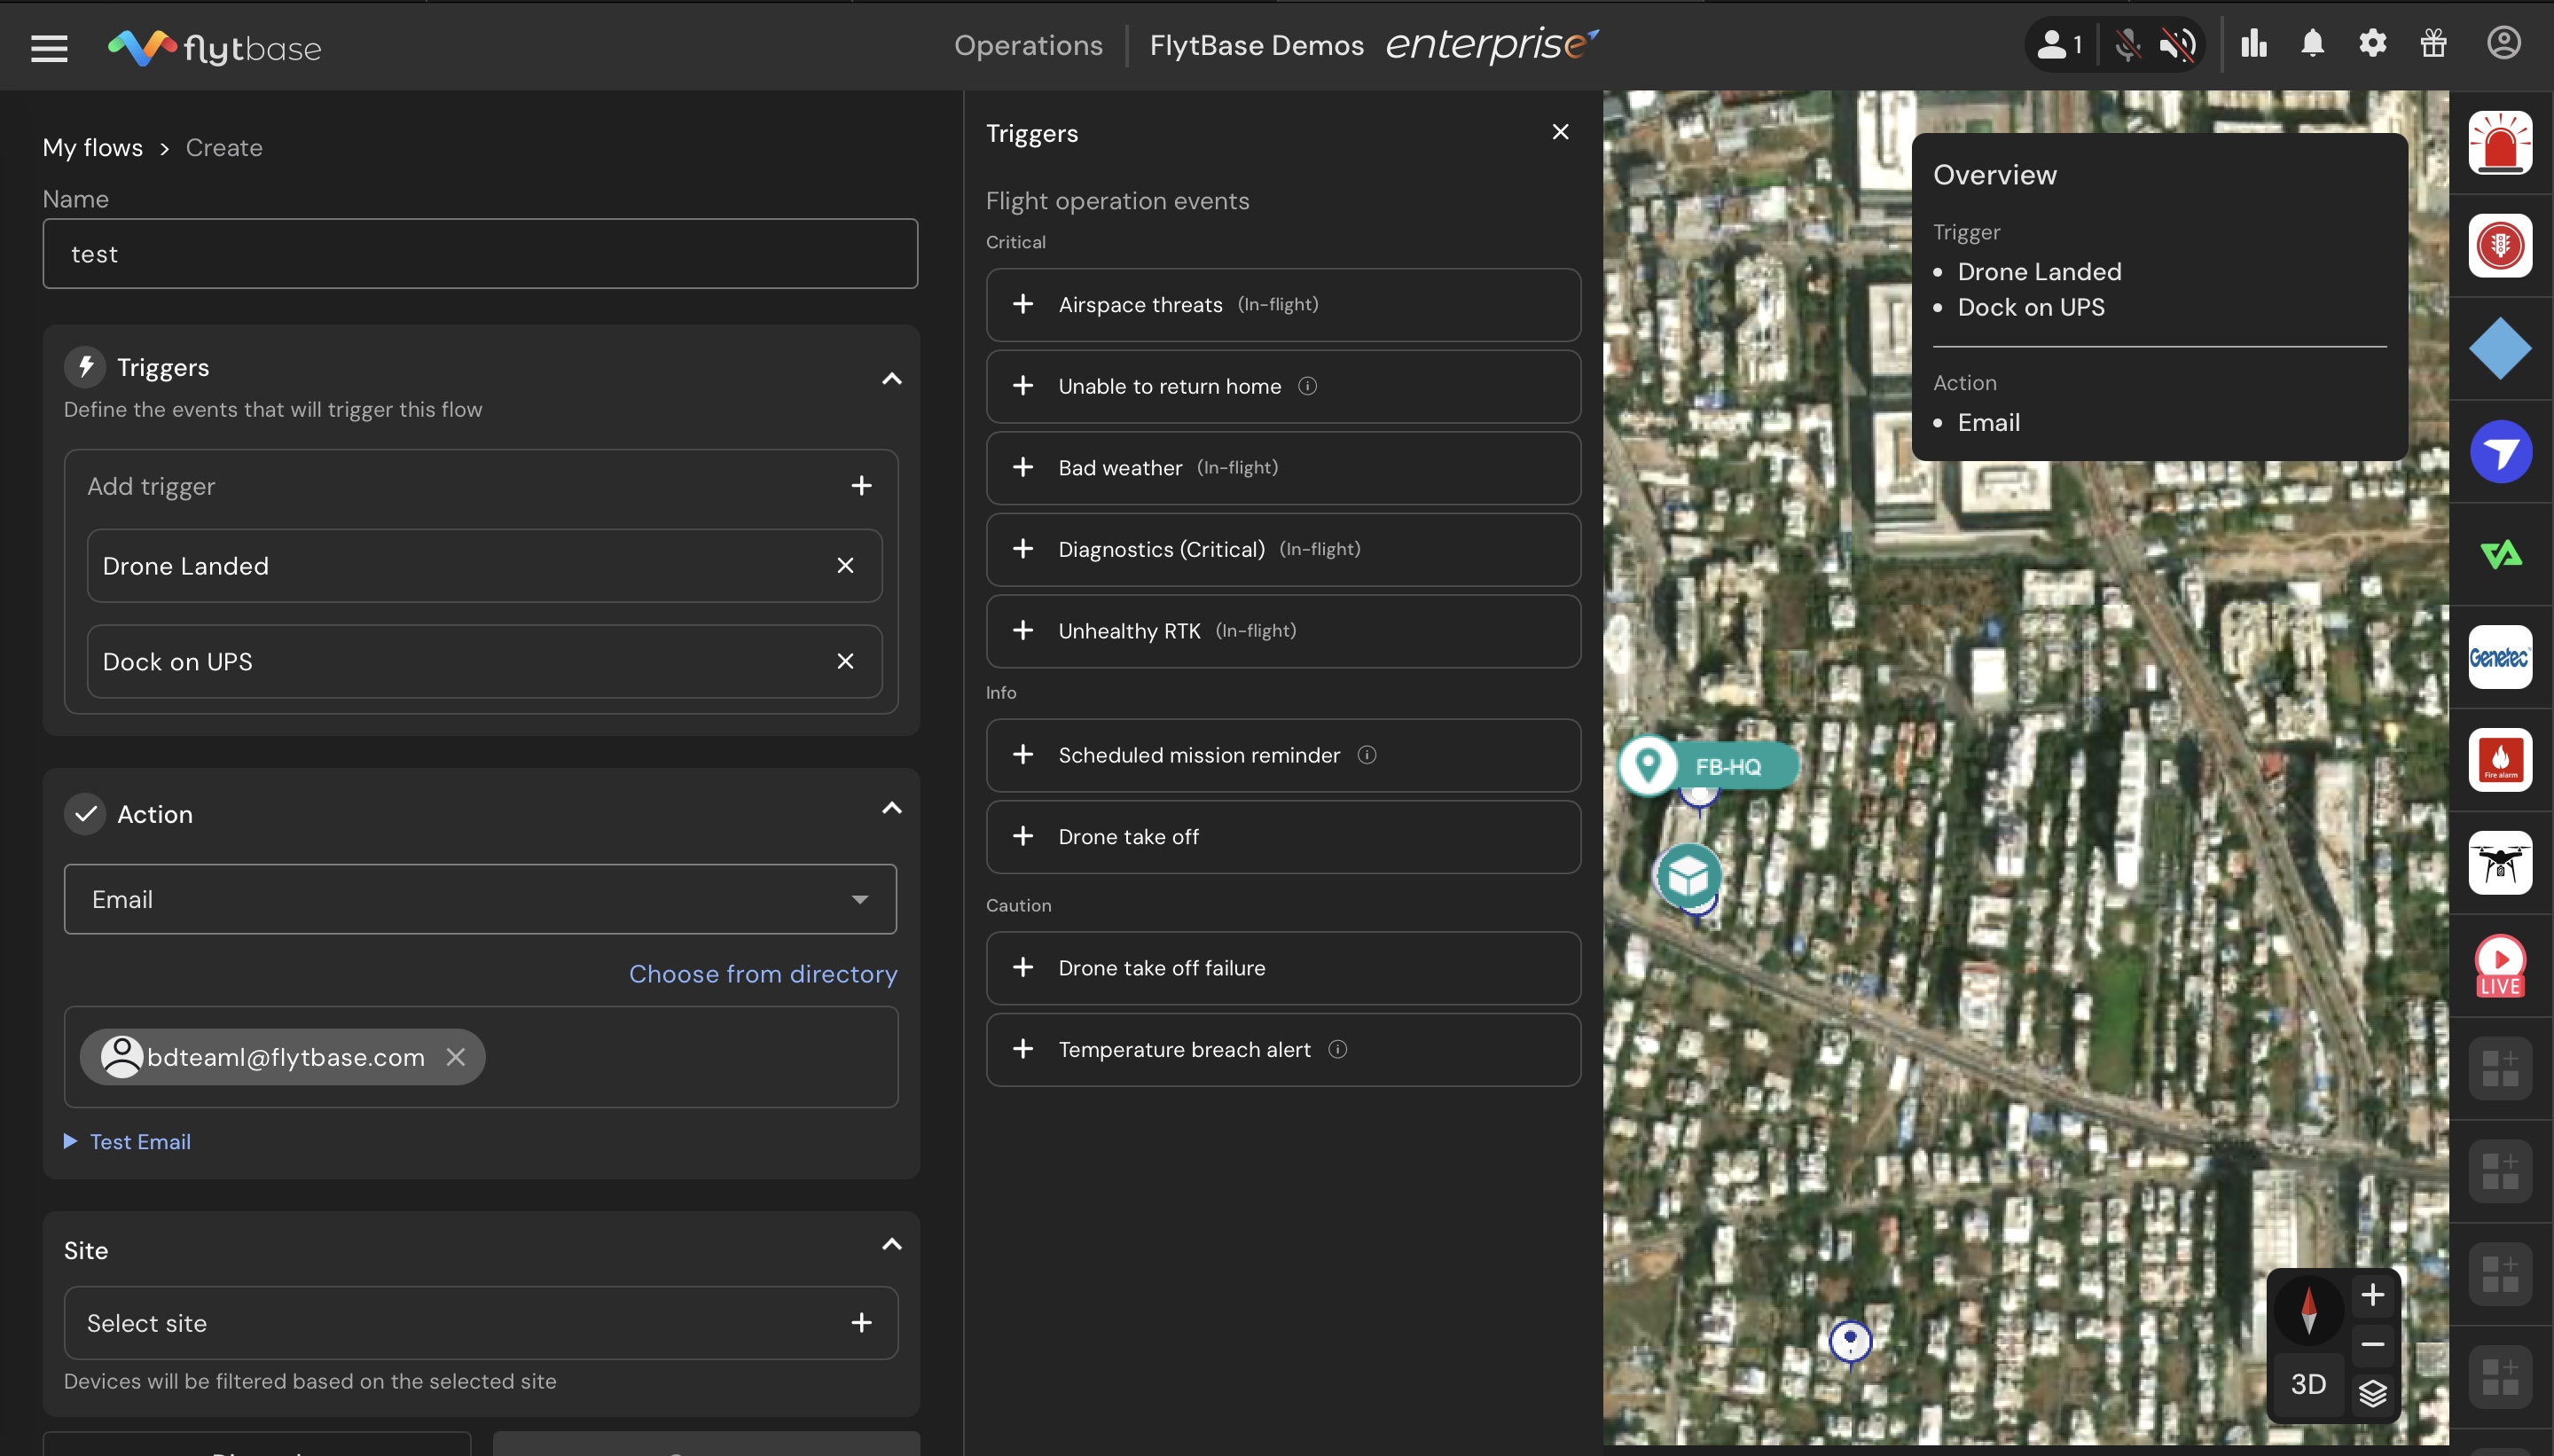 flytbase
Operations
FlytBase Demos enterprise
1
My flows > Create
Name
test
Triggers
Define the events that will trigger this flow
Add trigger
Drone Landed
Dock on UPS
Action
Email
Choose from directory
bdteaml@flytbase.com
Test Email
Site
Select site
Devices will be filtered based on the selected site
Triggers
Flight operation events
Critical
Airspace threats (In-flight)
Unable to return home
Bad weather (In-flight)
Diagnostics (Critical) (In-flight)
Unhealthy RTK (In-flight)
Info
Scheduled mission reminder
Drone take off
Caution
Drone take off failure
Temperature breach alert
Overview
Trigger
• Drone Landed
• Dock on UPS
Action
• Email
FB-HQ
3D
Genetec
Fire alarm
LIVE